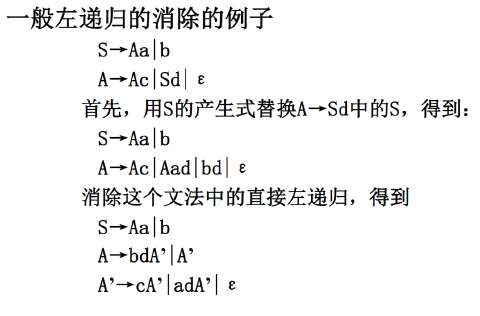 一般左递归的消除的例子
S→Aa|b
A→Ac|Sd|ε
首先，用S的产生式替换A→Sd中的S，得到：
S→Aa|b
A→Ac|Aad|bd|ε
消除这个文法中的直接左递归，得到
S→Aa|b
A→bdA’|A’
A’→cA’|adA’|ε